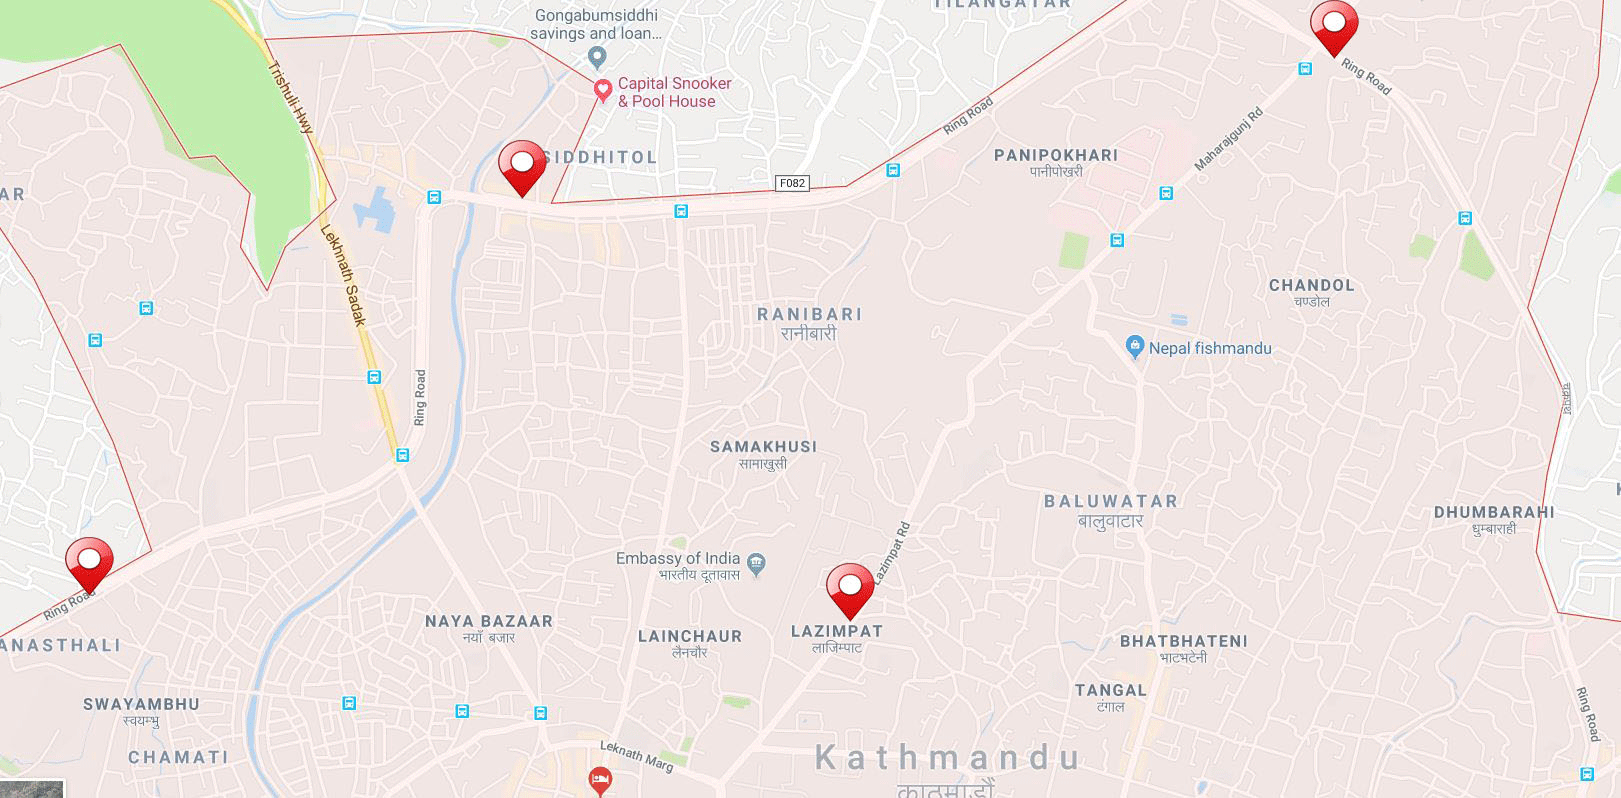 TILANGATAR
Gongabumsiddhi
savings and loan...
Capital Snooker
& Pool House
Trishuli Hwy
Ring Road
Ring Road
Maharajgunj Rd
SIDDHITOL
PANIPOKHARI
पानीपोखरी
F082
AR
Lekhnath Sadak
CHANDOL
चण्डोल
RANIBARI
रानीबारी
Nepal fishmandu
Ring Road
SAMAKHUSI
सामाखुसी
BALUWATAR
बालुवाटार
DHUMBARAHI
धुम्बाराही
Embassy of India
भारतीय दूतावास
Lazimpat Rd
Ring Road
NAYA BAZAAR
नयाँ बजार
LAINCHAUR
लैनचौर
LAZIMPAT
लाजिम्पाट
ANASTHALI
BHATBHATENI
भाटभटेनी
TANGAL
टंगाल
SWAYAMBHU
स्वयम्भु
Ring Road
CHAMATI
Leknath Marg
Kathmandu
काठमाडौं